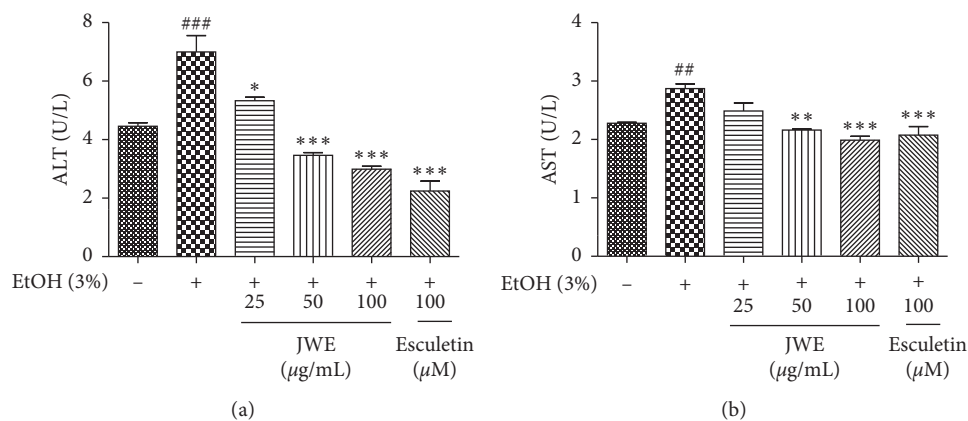 8
6
4
2
0
ALT (U/L)
###
*
***
***
***
EtOH (3%) – + + + + +
25 50 100 100
JWE Esculetin
(µg/mL) (µM)
(a)
4
3
2
1
0
AST (U/L)
##
**
***
***
EtOH (3%) – + + + + +
25 50 100 100
JWE Esculetin
(µg/mL) (µM)
(b)